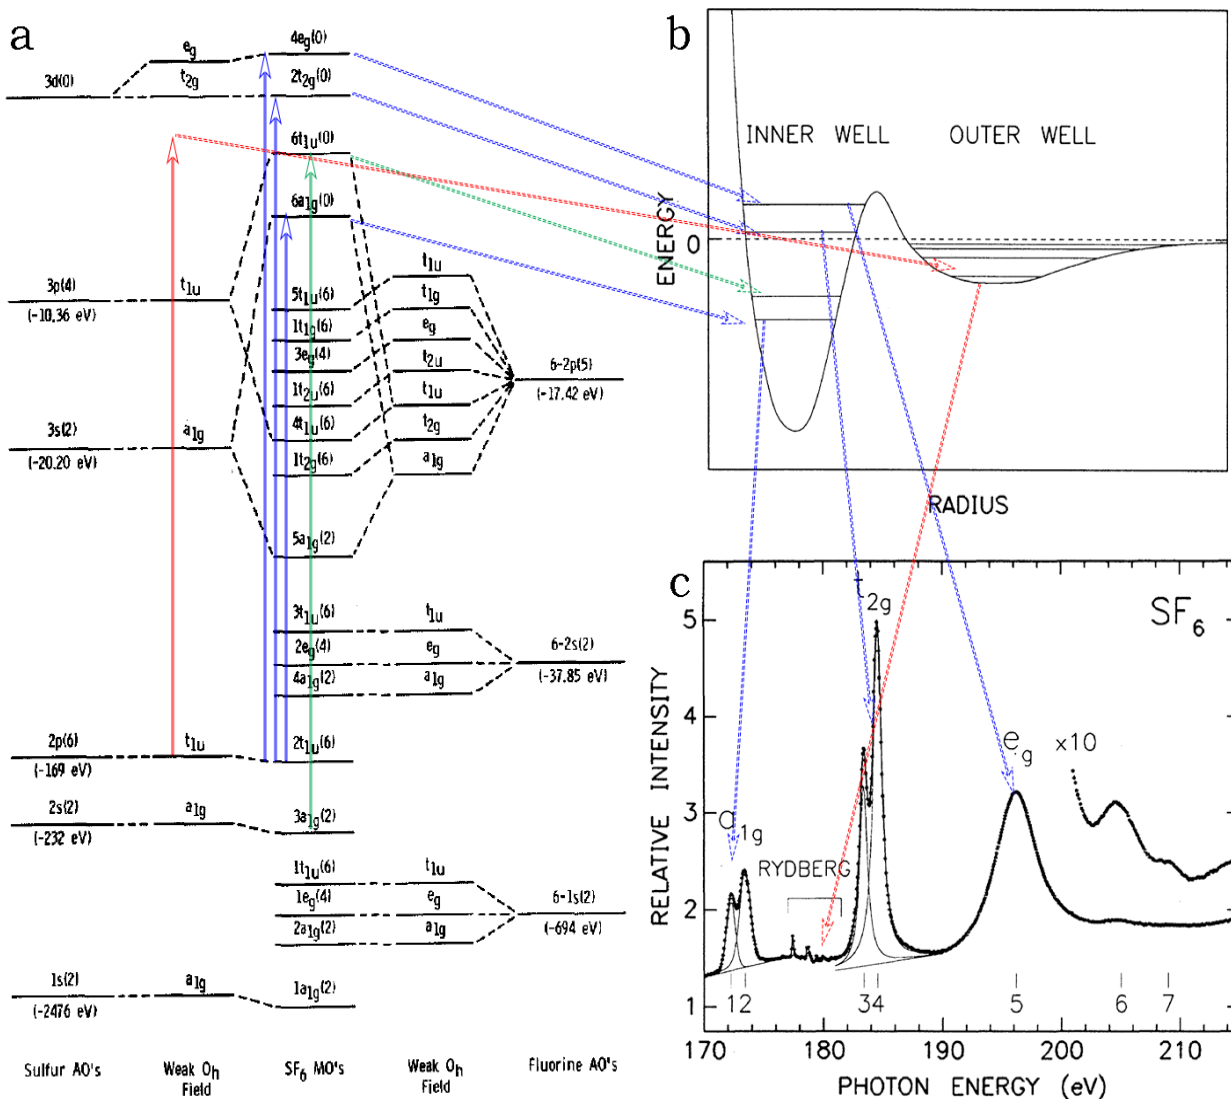 a
3d(0)
eg
t2g
4eg(0)
2t2g(0)
6t1u(0)
6a1g(0)
3p(4)
(-10.36 eV)
t1u
5t1u(6)
1t1g(6)
3eg(4)
1t2u(6)
4t1u(6)
1t2g(6)
t1u
t1g
eg
t2u
t1u
t2g
a1g
6-2p(5)
(-17.42 eV)
3s(2)
(-20.20 eV)
a1g
5a1g(2)
3t1u(6)
2eg(4)
4a1g(2)
t1u
eg
a1g
6-2s(2)
(-37.85 eV)
2p(6)
(-169 eV)
t1u
2t1u(6)
2s(2)
(-232 eV)
a1g
3a1g(2)
1t1u(6)
1eg(4)
2a1g(2)
t1u
eg
a1g
6-1s(2)
(-694 eV)
1s(2)
(-2476 eV)
a1g
1a1g(2)
Sulfur AO's
Weak Oh
Field
SF6 MO's
Weak Oh
Field
Fluorine AO's
b
INNER WELL
OUTER WELL
ENERGY
0
RADIUS
c
SF6
t2g
eg
x10
a1g
RYDBERG
RELATIVE INTENSITY
5
4
3
2
1
1 2 3 4 5 6 7
170 180 190 200 210
PHOTON ENERGY (eV)